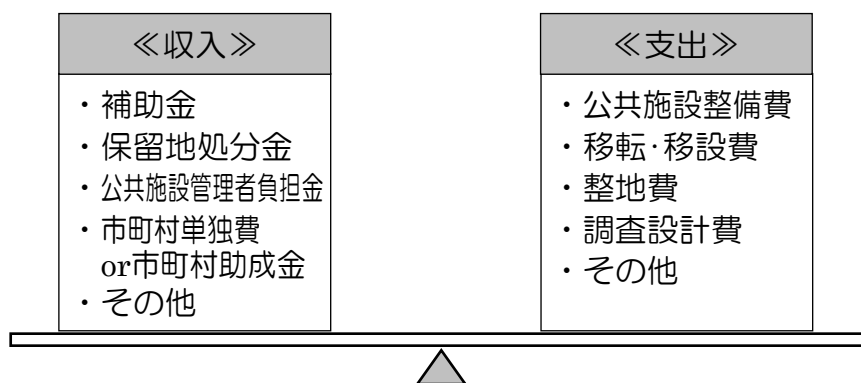 ≪収入≫
・補助金
・保留地処分金
・公共施設管理者負担金
・市町村単独費
or市町村助成金
・その他
≪支出≫
・公共施設整備費
・移転･移設費
・整地費
・調査設計費
・その他